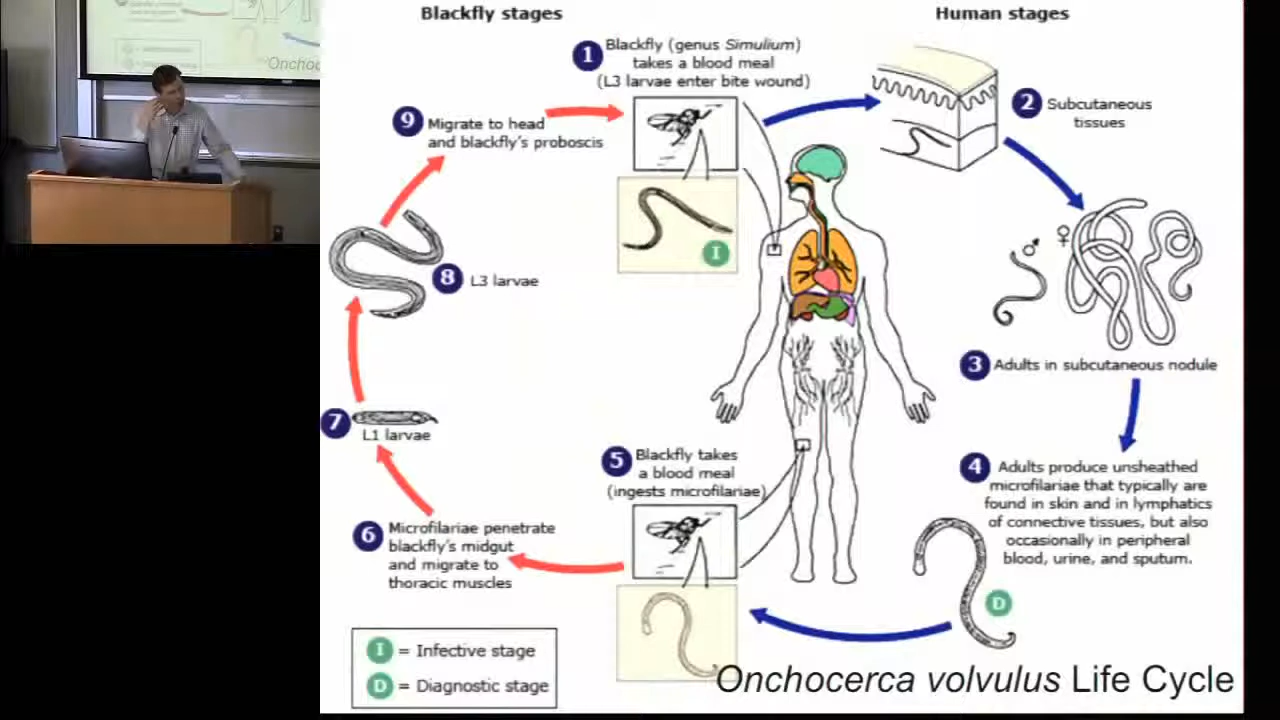 Blackfly stages
Human stages
1
Blackfly (genus Simulium)
takes a blood meal
(L3 larvae enter bite wound)
2
Subcutaneous
tissues
9
Migrate to head
and blackfly's proboscis
I
♂
♀
8
L3 larvae
3
Adults in subcutaneous nodule
7
L1 larvae
5
Blackfly takes
a blood meal
(ingests microfilariae)
4
Adults produce unsheathed
microfilariae that typically are
found in skin and in lymphatics
of connective tissues, but also
occasionally in peripheral
blood, urine, and sputum.
6
Microfilariae penetrate
blackfly's midgut
and migrate to
thoracic muscles
D
I = Infective stage
D = Diagnostic stage
Onchocerca volvulus Life Cycle